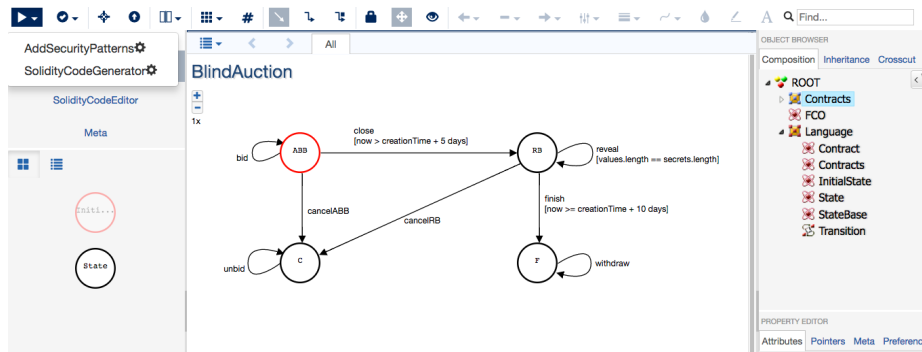 Find...
AddSecurityPatterns
SolidityCodeGenerator
SolidityCodeEditor
Meta
Initi...
State
All
BlindAuction
1x
bid
ABB
close
[now > creationTime + 5 days]
RB
reveal
[values.length == secrets.length]
cancelABB
cancelRB
finish
[now >= creationTime + 10 days]
unbid
C
F
withdraw
OBJECT BROWSER
Composition Inheritance Crosscut
ROOT
Contracts
FCO
Language
Contract
Contracts
InitialState
State
StateBase
Transition
PROPERTY EDITOR
Attributes Pointers Meta Preferenc